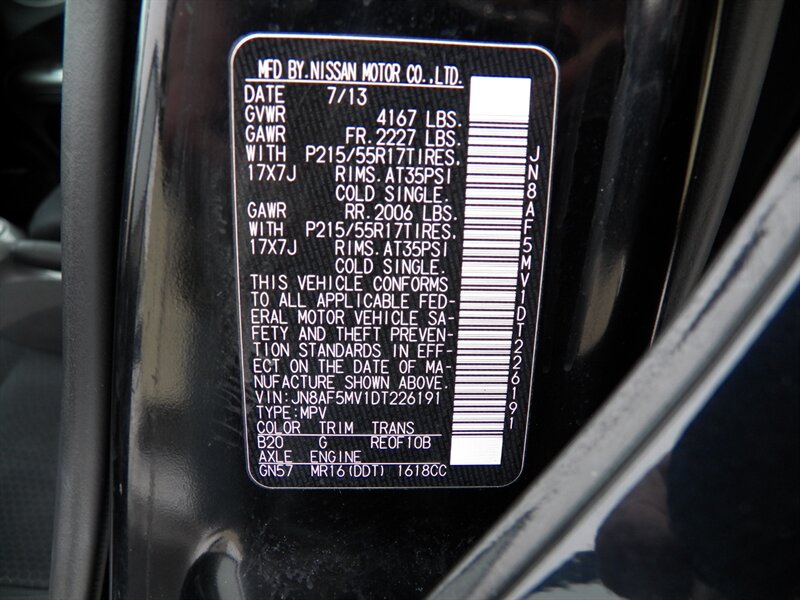 MFD BY.NISSAN MOTOR CO.,LTD.
DATE 7/13
GVWR 4167 LBS.
GAWR FR.2227 LBS.
WITH P215/55R17TIRES.
17X7J RIMS.AT35PSI
COLD SINGLE.
GAWR RR.2006 LBS.
WITH P215/55R17TIRES.
17X7J RIMS.AT35PSI
COLD SINGLE.
THIS VEHICLE CONFORMS
TO ALL APPLICABLE FED-
ERAL MOTOR VEHICLE SA-
FETY AND THEFT PREVEN-
TION STANDARDS IN EFF-
ECT ON THE DATE OF MA-
NUFACTURE SHOWN ABOVE.
VIN:JN8AF5MV1DT226191
TYPE:MPV
COLOR TRIM TRANS
B20 G REOF10B
AXLE ENGINE
GN57 MR16(DDT) 1618CC
JN8AF5MV1DT226191